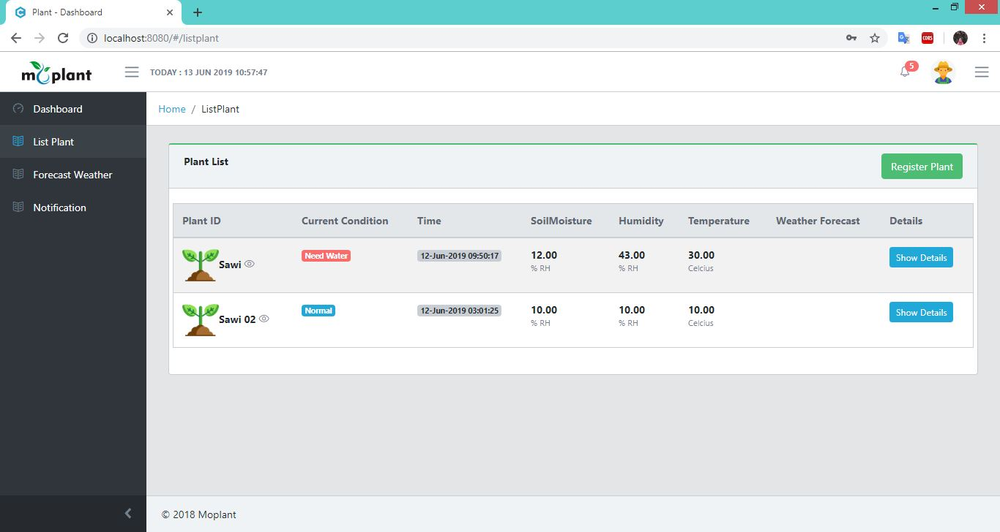 Plant - Dashboard
localhost:8080/#/listplant
CORS
moplant
TODAY : 13 JUN 2019 10:57:47
5
Dashboard
List Plant
Forecast Weather
Notification
Home / ListPlant
Plant List
Register Plant
Plant ID Current Condition Time SoilMoisture Humidity Temperature Weather Forecast Details
Sawi Need Water 12-Jun-2019 09:50:17 12.00 43.00 30.00 Show Details
% RH % RH Celcius
Sawi 02 Normal 12-Jun-2019 03:01:25 10.00 10.00 10.00 Show Details
% RH % RH Celcius
© 2018 Moplant